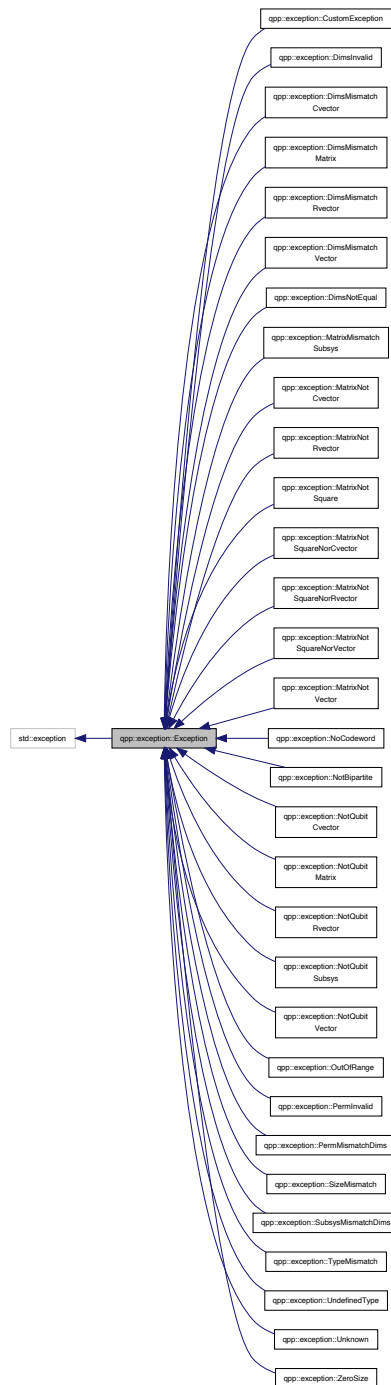 qpp::exception::CustomException
qpp::exception::DimsInvalid
qpp::exception::DimsMismatch
Cvector
qpp::exception::DimsMismatch
Matrix
qpp::exception::DimsMismatch
Rvector
qpp::exception::DimsMismatch
Vector
qpp::exception::DimsNotEqual
qpp::exception::MatrixMismatch
Subsys
qpp::exception::MatrixNot
Cvector
qpp::exception::MatrixNot
Rvector
qpp::exception::MatrixNot
Square
qpp::exception::MatrixNot
SquareNorCvector
qpp::exception::MatrixNot
SquareNorRvector
qpp::exception::MatrixNot
SquareNorVector
qpp::exception::MatrixNot
Vector
std::exception
qpp::exception::Exception
qpp::exception::NoCodeword
qpp::exception::NotBipartite
qpp::exception::NotQubit
Cvector
qpp::exception::NotQubit
Matrix
qpp::exception::NotQubit
Rvector
qpp::exception::NotQubit
Subsys
qpp::exception::NotQubit
Vector
qpp::exception::OutOfRange
qpp::exception::PermInvalid
qpp::exception::PermMismatchDims
qpp::exception::SizeMismatch
qpp::exception::SubsysMismatchDims
qpp::exception::TypeMismatch
qpp::exception::UndefinedType
qpp::exception::Unknown
qpp::exception::ZeroSize